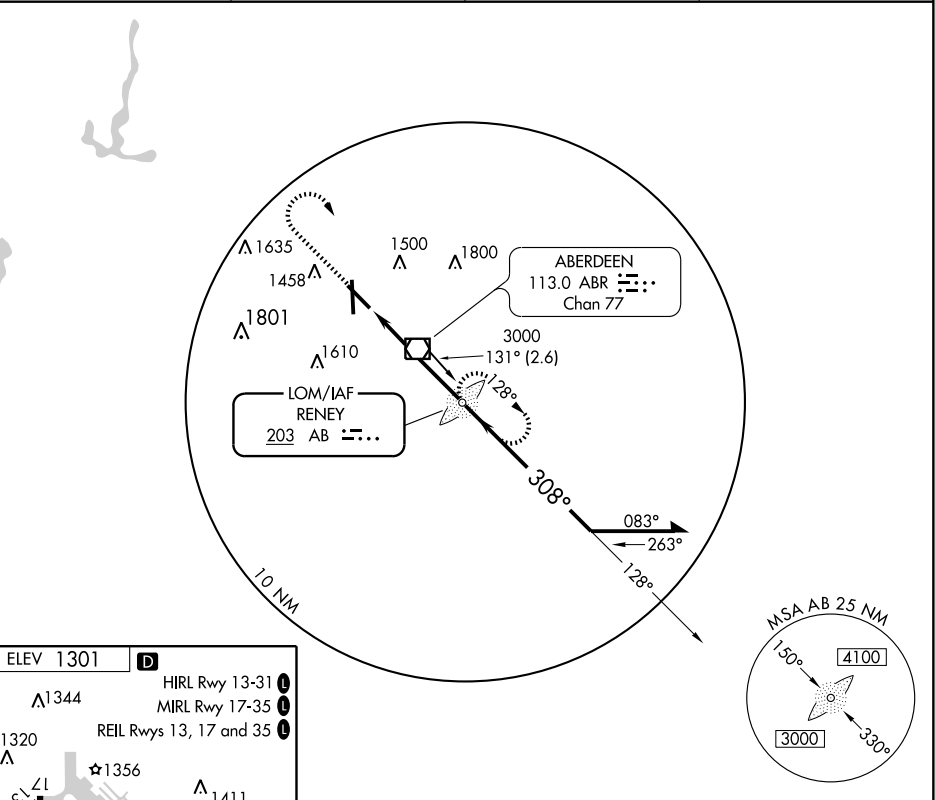 1635
1500
1800
1458
ABERDEEN
113.0 ABR
Chan 77
1801
3000
131° (2.6)
1610
LOM/IAF
RENEY
203 AB
128°
308°
083°
263°
128°
10 NM
MSA AB 25 NM
150°
4100
3000
330°
ELEV 1301
D
HIRL Rwy 13-31 L
1344
MIRL Rwy 17-35 L
REIL Rwys 13, 17 and 35 L
1320
1356
17
13
1411